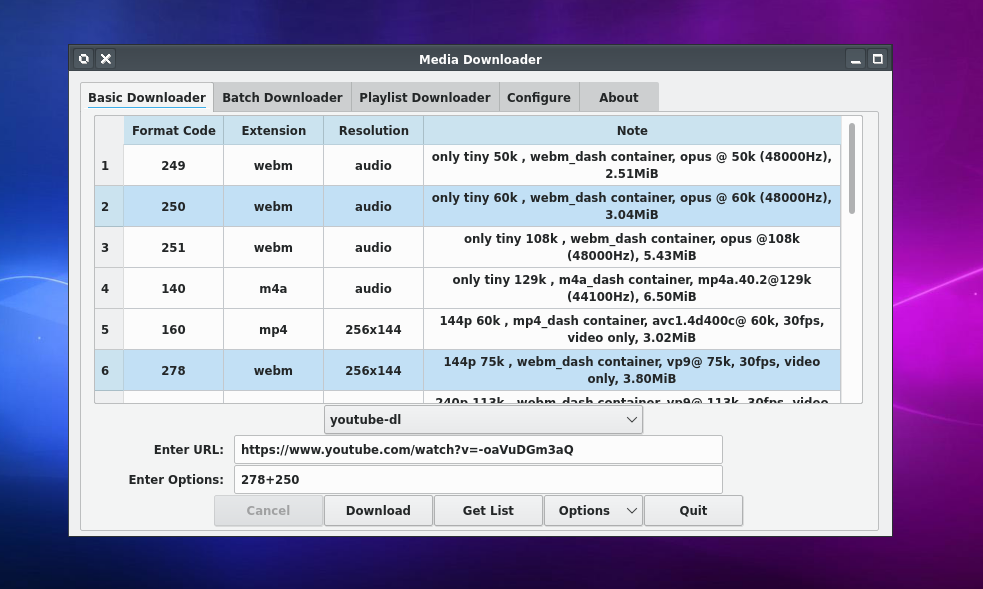 Media Downloader
Basic Downloader Batch Downloader Playlist Downloader Configure About
Format Code Extension Resolution Note
1 249 webm audio only tiny 50k , webm_dash container, opus @ 50k (48000Hz),
2.51MiB
2 250 webm audio only tiny 60k , webm_dash container, opus @ 60k (48000Hz),
3.04MiB
3 251 webm audio only tiny 108k , webm_dash container, opus @108k
(48000Hz), 5.43MiB
4 140 m4a audio only tiny 129k , m4a_dash container, mp4a.40.2@129k
(44100Hz), 6.50MiB
5 160 mp4 256x144 144p 60k , mp4_dash container, avc1.4d400c@ 60k, 30fps,
video only, 3.02MiB
6 278 webm 256x144 144p 75k , webm_dash container, vp9@ 75k, 30fps, video
only, 3.80MiB
240p 113k , webm_dash container, vp9@ 113k, 30fps, video
youtube-dl
Enter URL: https://www.youtube.com/watch?v=-oaVuDGm3aQ
Enter Options: 278+250
Cancel Download Get List Options Quit